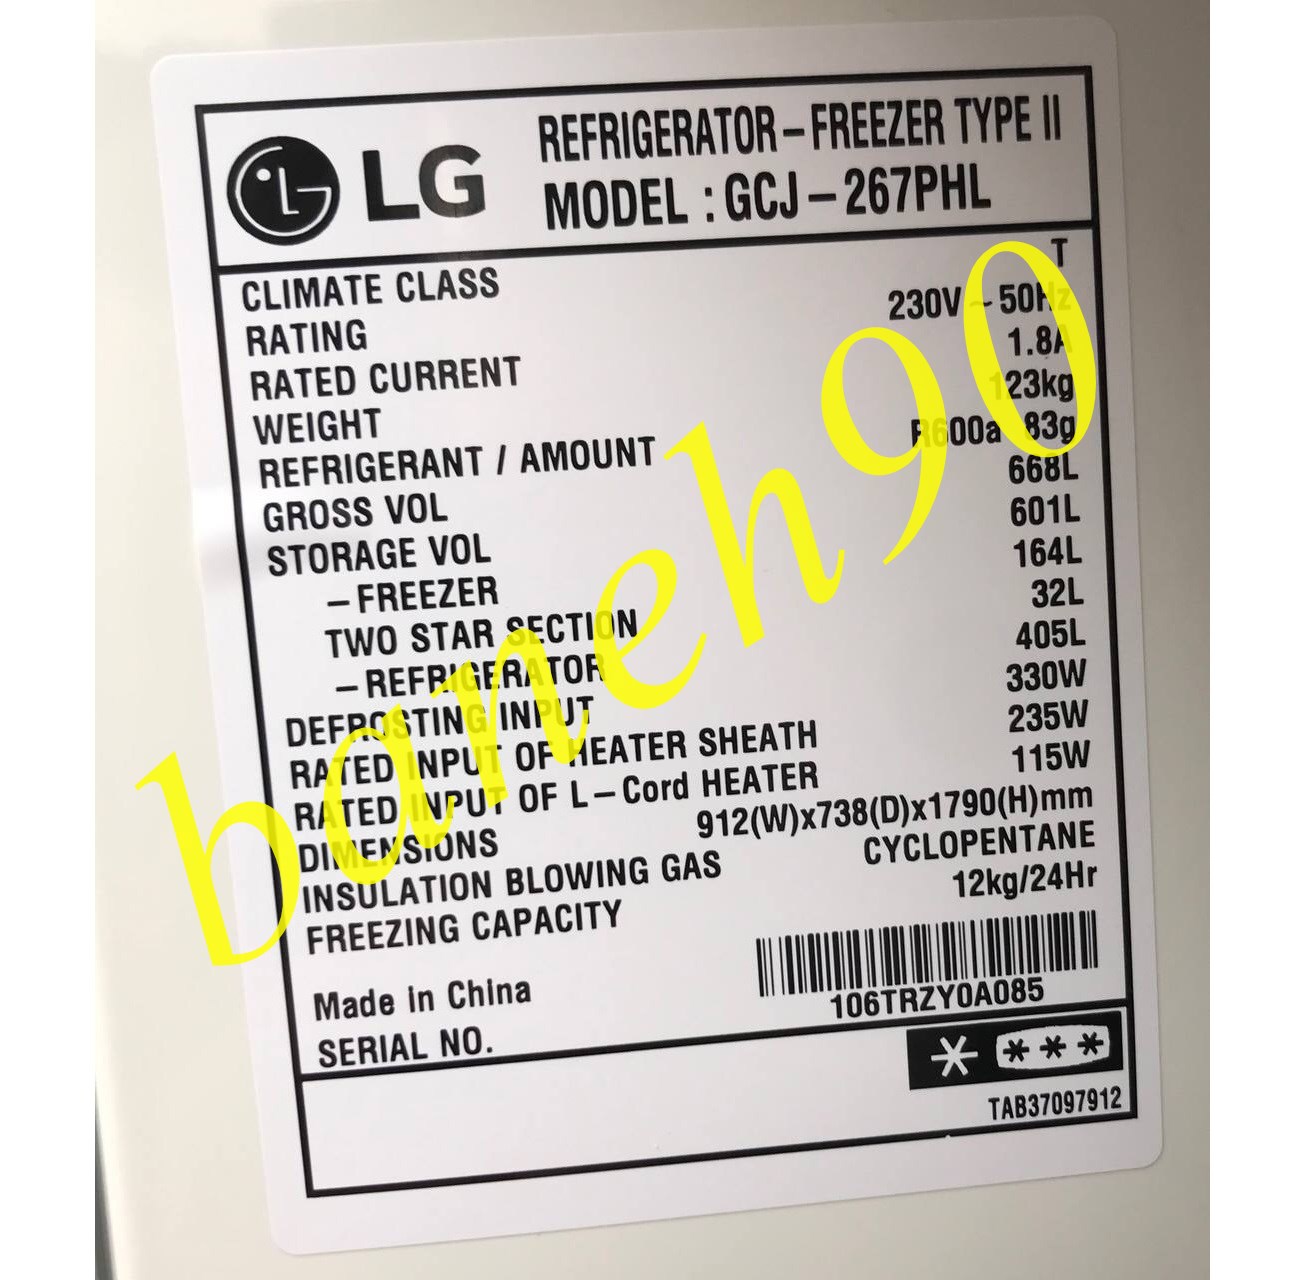 LG
REFRIGERATOR-FREEZER TYPE II
MODEL : GCJ-267PHL
CLIMATE CLASS T
RATING 230V ~ 50Hz
RATED CURRENT 1.8A
WEIGHT 123kg
REFRIGERANT / AMOUNT R600a 83g
GROSS VOL 668L
STORAGE VOL 601L
-FREEZER 164L
TWO STAR SECTION 32L
-REFRIGERATOR 405L
DEFROSTING INPUT 330W
RATED INPUT OF HEATER SHEATH 235W
RATED INPUT OF L-Cord HEATER 115W
DIMENSIONS 912(W)x738(D)x1790(H)mm
INSULATION BLOWING GAS CYCLOPENTANE
FREEZING CAPACITY 12kg/24Hr
Made in China
SERIAL NO. 106TRZY0A085
TAB37097912
baneh90